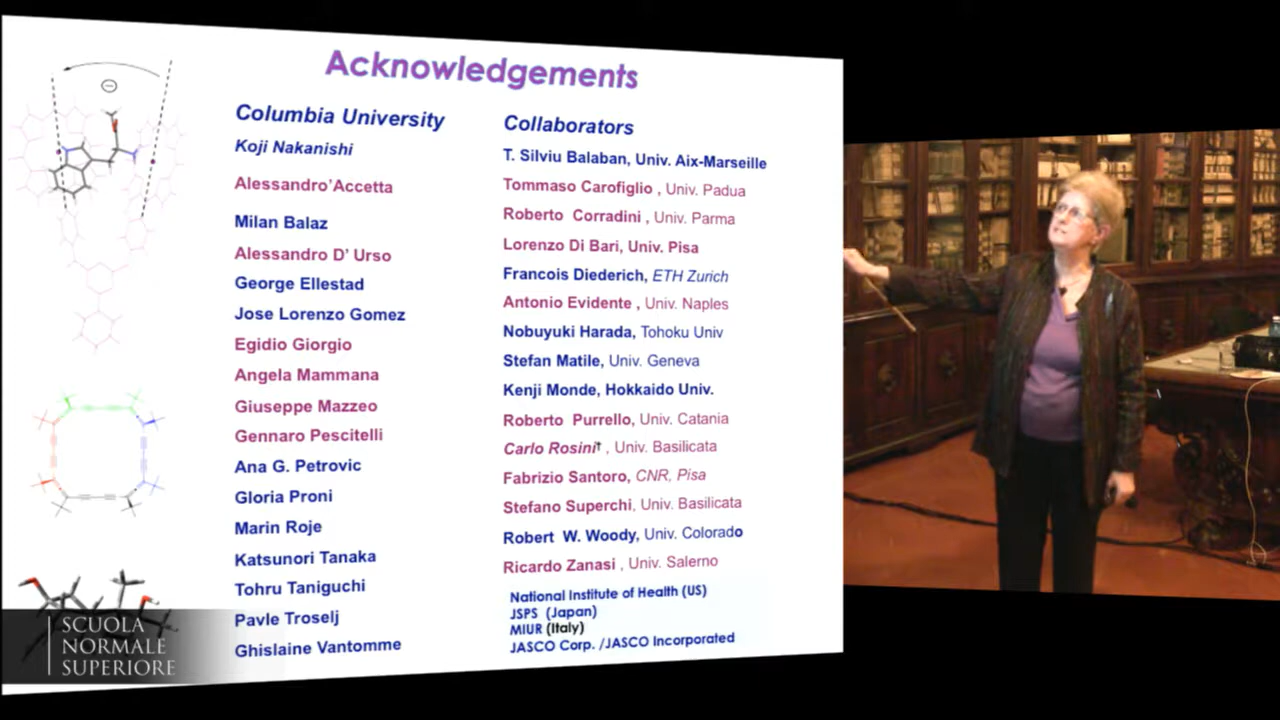 Acknowledgements
Columbia University
Koji Nakanishi
Alessandro'Accetta
Milan Balaz
Alessandro D' Urso
George Ellestad
Jose Lorenzo Gomez
Egidio Giorgio
Angela Mammana
Giuseppe Mazzeo
Gennaro Pescitelli
Ana G. Petrovic
Gloria Proni
Marin Roje
Katsunori Tanaka
Tohru Taniguchi
Pavle Troselj
Ghislaine Vantomme
Collaborators
T. Silviu Balaban, Univ. Aix-Marseille
Tommaso Carofiglio , Univ. Padua
Roberto Corradini , Univ. Parma
Lorenzo Di Bari, Univ. Pisa
Francois Diederich, ETH Zurich
Antonio Evidente , Univ. Naples
Nobuyuki Harada, Tohoku Univ
Stefan Matile, Univ. Geneva
Kenji Monde, Hokkaido Univ.
Roberto Purrello, Univ. Catania
Carlo Rosini† , Univ. Basilicata
Fabrizio Santoro, CNR, Pisa
Stefano Superchi, Univ. Basilicata
Robert W. Woody, Univ. Colorado
Ricardo Zanasi , Univ. Salerno
National Institute of Health (US)
JSPS (Japan)
MIUR (Italy)
JASCO Corp. /JASCO Incorporated
SCUOLA
NORMALE
SUPERIORE